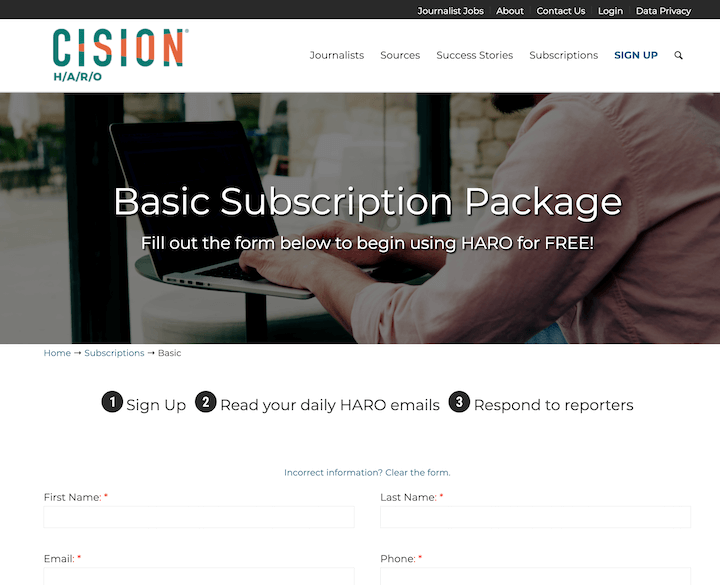 Journalist Jobs About Contact Us Login Data Privacy
CISION®
H/A/R/O
Journalists Sources Success Stories Subscriptions SIGN UP
Basic Subscription Package
Fill out the form below to begin using HARO for FREE!
Home → Subscriptions → Basic
1 Sign Up 2 Read your daily HARO emails 3 Respond to reporters
Incorrect information? Clear the form.
First Name: * Last Name: *
Email: * Phone: *